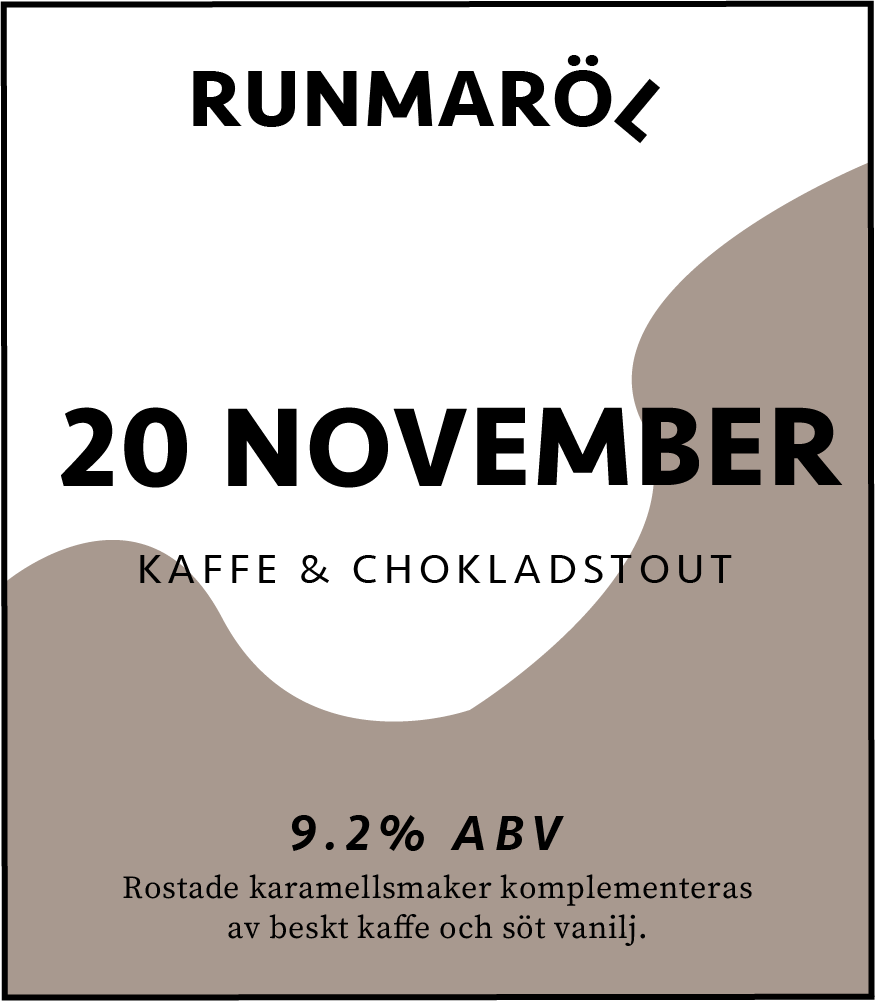 RUNMARÖL
20 NOVEMBER
KAFFE & CHOKLADSTOUT
9.2% ABV
Rostade karamellsmaker komplementeras
av beskt kaffe och söt vanilj.